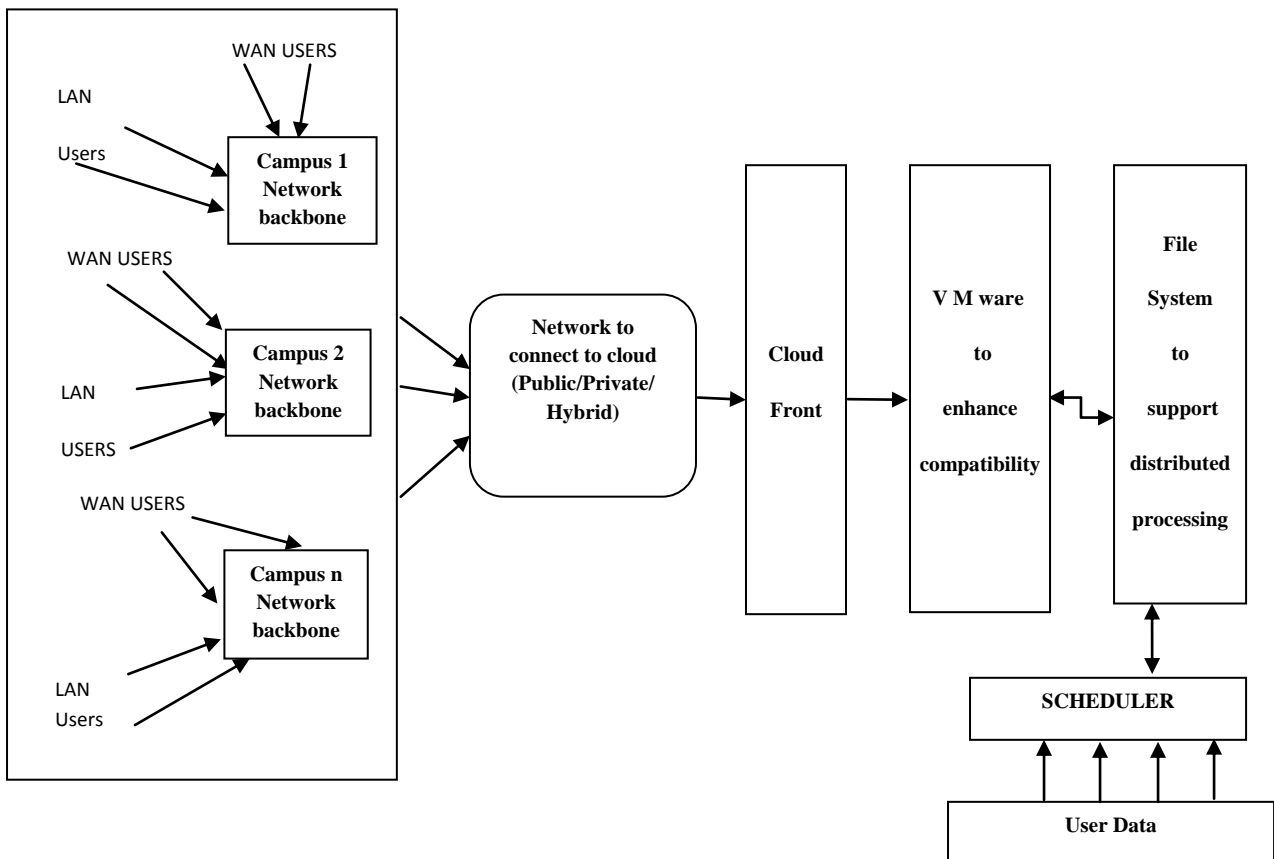 WAN USERS
LAN
Users
Campus 1
Network
backbone
WAN USERS
LAN
USERS
Campus 2
Network
backbone
WAN USERS
LAN
Users
Campus n
Network
backbone
Network to
connect to cloud
(Public/Private/
Hybrid)
Cloud
Front
V M ware
to
enhance
compatibility
File
System
to
support
distributed
processing
SCHEDULER
User Data